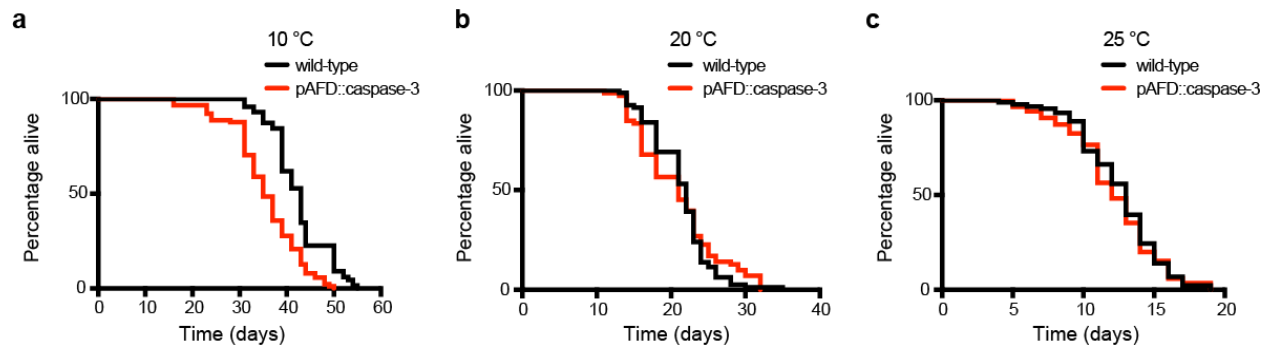 a
10 °C
wild-type
pAFD::caspase-3
100
50
0
Percentage alive
0 10 20 30 40 50 60
Time (days)
b
20 °C
wild-type
pAFD::caspase-3
100
50
0
Percentage alive
0 10 20 30 40
Time (days)
c
25 °C
wild-type
pAFD::caspase-3
100
50
0
Percentage alive
0 5 10 15 20
Time (days)